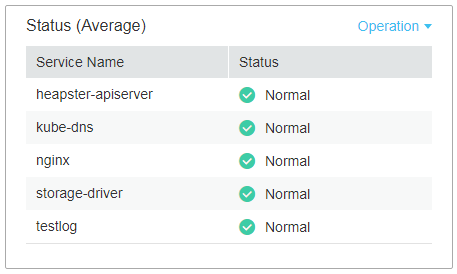 Status (Average) Operation
Service Name Status
heapster-apiserver Normal
kube-dns Normal
nginx Normal
storage-driver Normal
testlog Normal